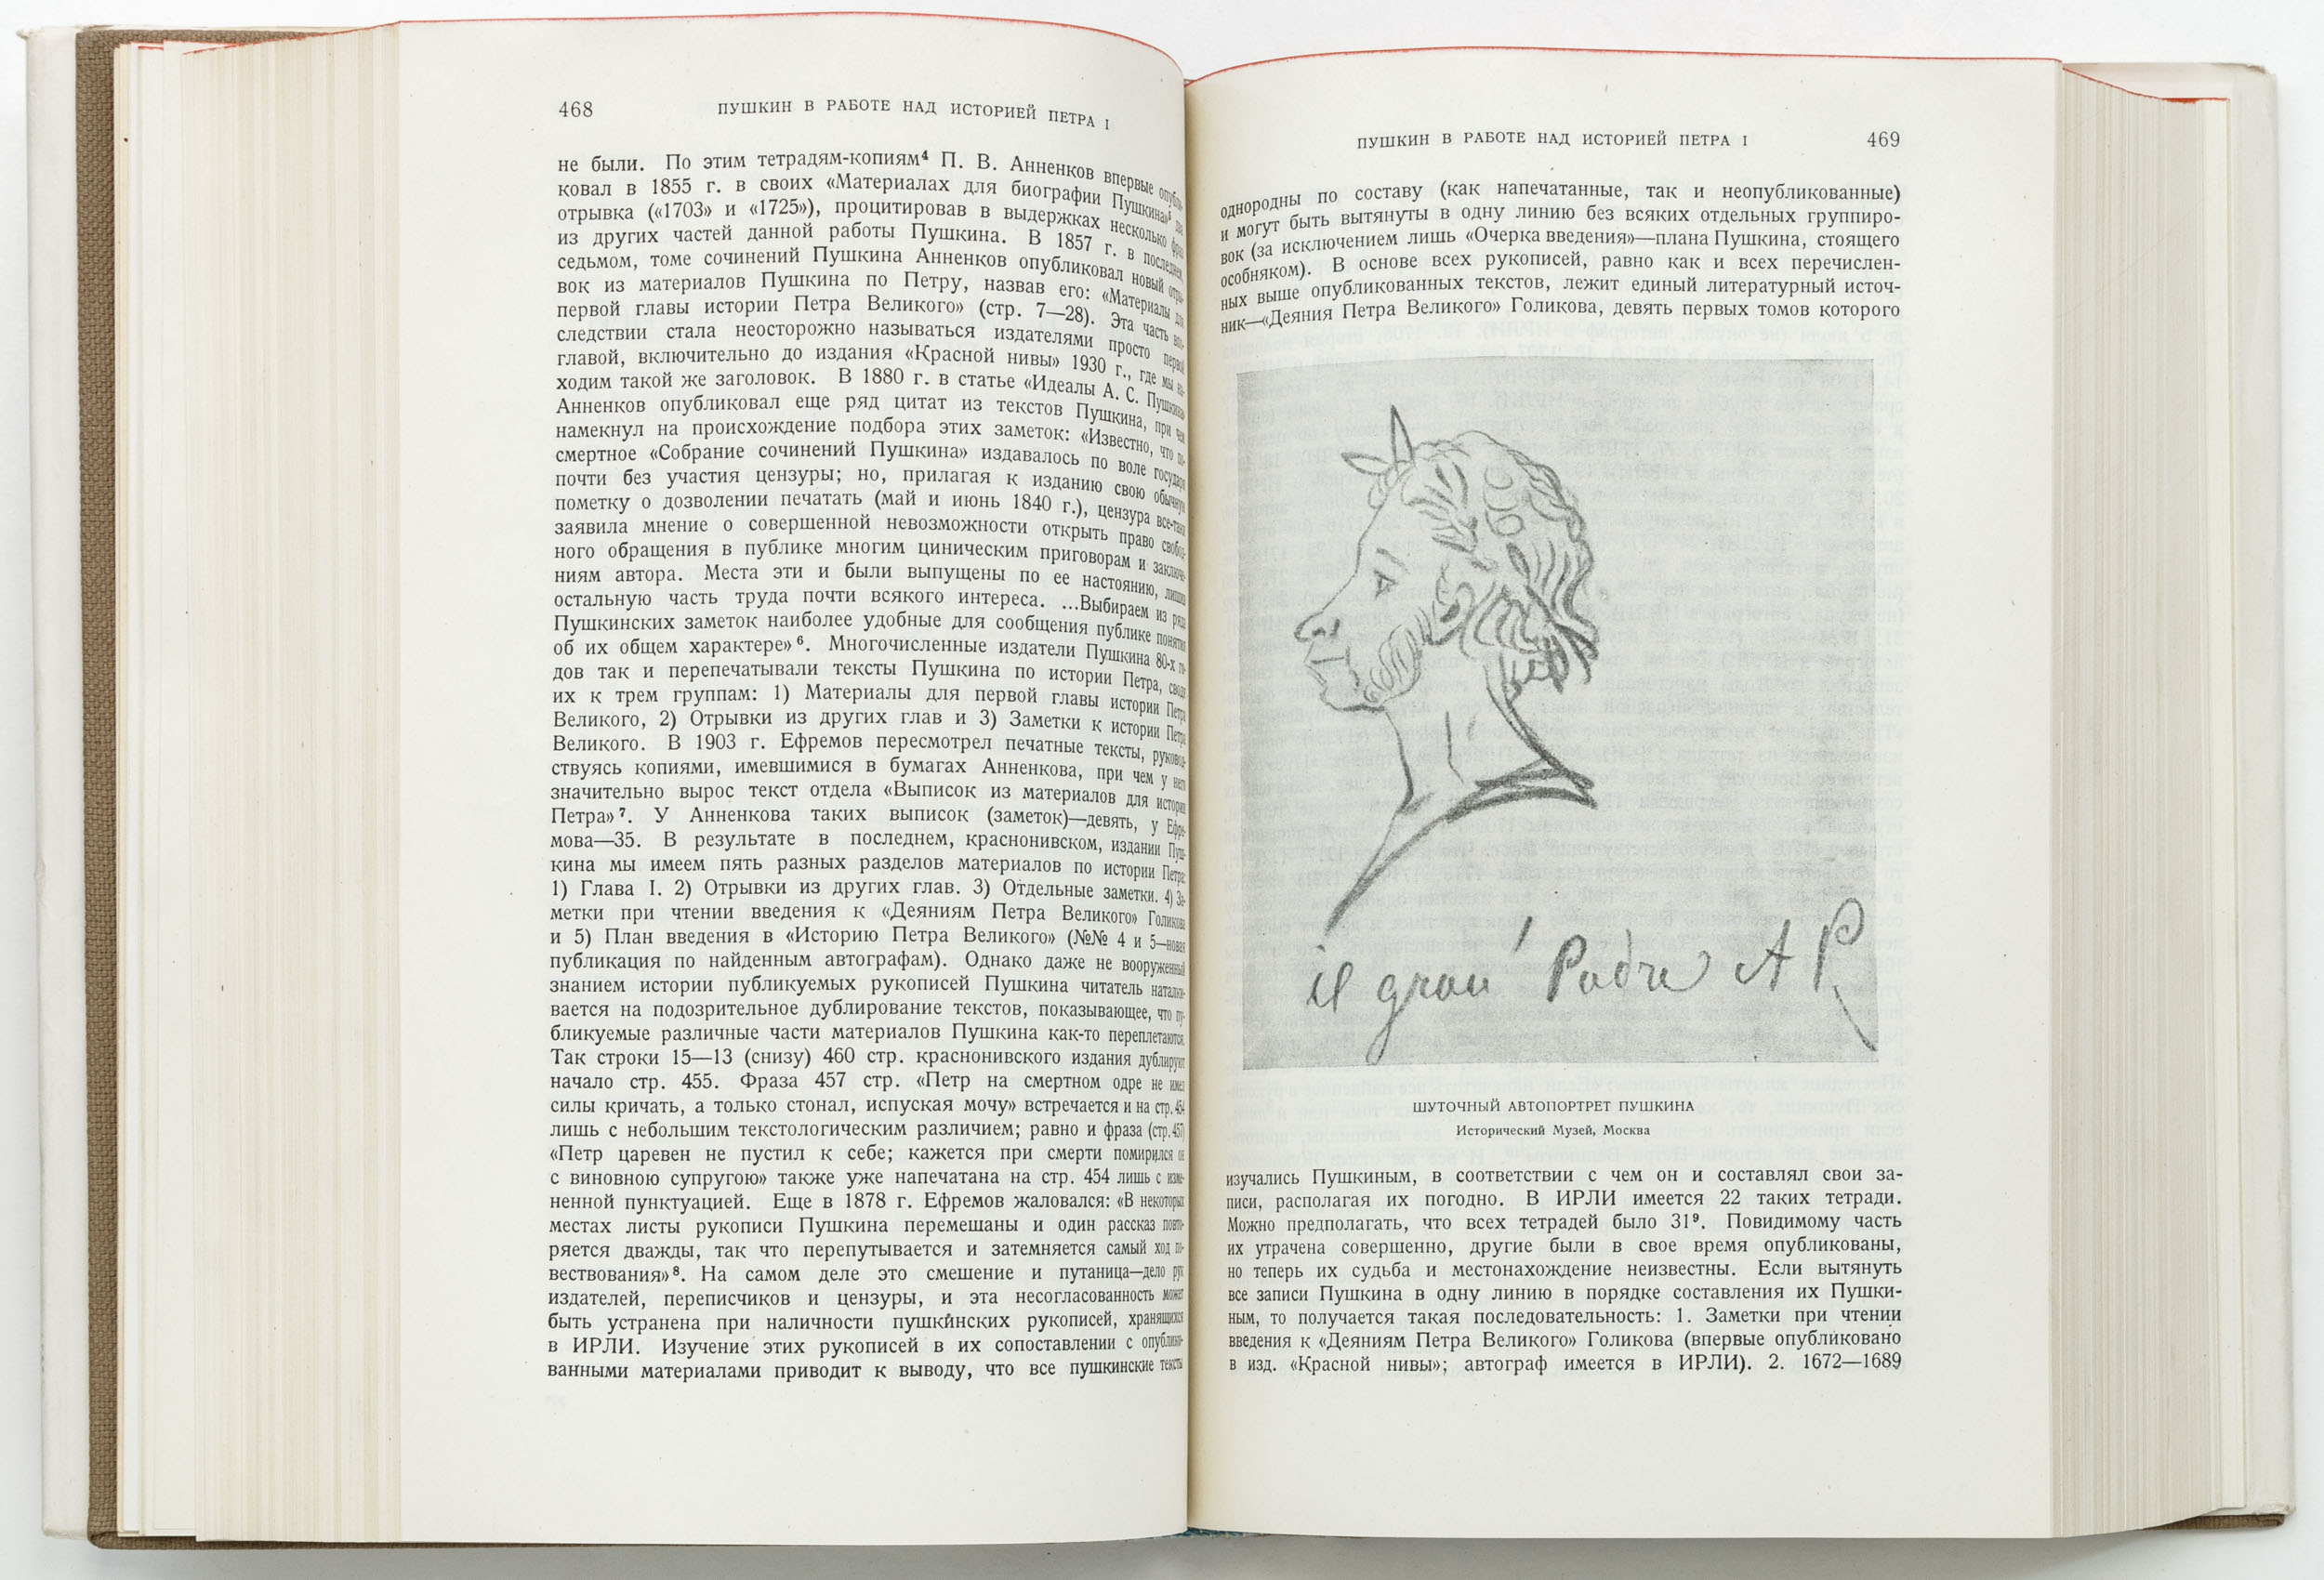 468 ПУШКИН В РАБОТЕ НАД ИСТОРИЕЙ ПЕТРА I
не были. По этим тетрадям-копиям⁴ П. В. Анненков впервые
ковал в 1855 г. в своих «Материалах для биографии Пушкина»⁵
отрывка («1703» и «1725»), процитировав в выдержках несколько
из других частей данной работы Пушкина. В 1857 г. в последнем,
седьмом, томе сочинений Пушкина Анненков опубликовал новый
вок из материалов Пушкина по Петру, назвав его: «Материалы для
первой главы истории Петра Великого» (стр. 7—28). Эта часть
следствии стала неосторожно называться издателями просто первой
главой, включительно до издания «Красной нивы» 1930 г., где мы на-
ходим такой же заголовок. В 1880 г. в статье «Идеалы А. С. Пушкина»
Анненков опубликовал еще ряд цитат из текстов Пушкина, при чем
намекнул на происхождение подбора этих заметок: «Известно, что по-
смертное «Собрание сочинений Пушкина» издавалось по воле государя
почти без участия цензуры; но, прилагая к изданию свою обычную
пометку о дозволении печатать (май и июнь 1840 г.), цензура все-таки
заявила мнение о совершенной невозможности открыть право свобод-
ного обращения в публике многим циническим приговорам и заключе-
ниям автора. Места эти и были выпущены по ее настоянию, лишив
остальную часть труда почти всякого интереса. ...Выбираем из ряда
Пушкинских заметок наиболее удобные для сообщения публике понятия
об их общем характере»⁶. Многочисленные издатели Пушкина 80-х го-
дов так и перепечатывали тексты Пушкина по истории Петра, сводя
их к трем группам: 1) Материалы для первой главы истории Петра
Великого, 2) Отрывки из других глав и 3) Заметки к истории Петра
Великого. В 1903 г. Ефремов пересмотрел печатные тексты, руковод-
ствуясь копиями, имевшимися в бумагах Анненкова, при чем у него
значительно вырос текст отдела «Выписок из материалов для истории
Петра»⁷. У Анненкова таких выписок (заметок)—девять, у Ефре-
мова—35. В результате в последнем, краснонивском, издании Пуш-
кина мы имеем пять разных разделов материалов по истории Петра:
1) Глава I. 2) Отрывки из других глав. 3) Отдельные заметки. 4) За-
метки при чтении введения к «Деяниям Петра Великого» Голикова
и 5) План введения в «Историю Петра Великого» (№№ 4 и 5—новая
публикация по найденным автографам). Однако даже не вооруженный
знанием истории публикуемых рукописей Пушкина читатель наталки-
вается на подозрительное дублирование текстов, показывающее, что пу-
бликуемые различные части материалов Пушкина как-то переплетаются.
Так строки 15—13 (снизу) 460 стр. краснонивского издания дублируют
начало стр. 455. Фраза 457 стр. «Петр на смертном одре не имел
силы кричать, а только стонал, испуская мочу» встречается и на стр. 454
лишь с небольшим текстологическим различием; равно и фраза (стр. 457)
«Петр царевен не пустил к себе; кажется при смерти помирился он
с виновною супругою» также уже напечатана на стр. 454 лишь с изме-
ненной пунктуацией. Еще в 1878 г. Ефремов жаловался: «В некоторых
местах листы рукописи Пушкина перемешаны и один рассказ повто-
ряется дважды, так что перепутывается и затемняется самый ход по-
вествования»⁸. На самом деле это смешение и путаница—дело рук
издателей, переписчиков и цензуры, и эта несогласованность может
быть устранена при наличности пушкинских рукописей, хранящихся
в ИРЛИ. Изучение этих рукописей в их сопоставлении с опублико-
ванными материалами приводит к выводу, что все пушкинские тексты
ПУШКИН В РАБОТЕ НАД ИСТОРИЕЙ ПЕТРА I 469
однородны по составу (как напечатанные, так и неопубликованные)
и могут быть вытянуты в одну линию без всяких отдельных группиро-
вок (за исключением лишь «Очерка введения»—плана Пушкина, стоящего
особняком). В основе всех рукописей, равно как и всех перечислен-
ных выше опубликованных текстов, лежит единый литературный источ-
ник—«Деяния Петра Великого» Голикова, девять первых томов которого
il gran' Padre A P
ШУТОЧНЫЙ АВТОПОРТРЕТ ПУШКИНА
Исторический Музей, Москва
изучались Пушкиным, в соответствии с чем он и составлял свои за-
писи, располагая их погодно. В ИРЛИ имеется 22 таких тетради.
Можно предполагать, что всех тетрадей было 31⁹. Повидимому часть
их утрачена совершенно, другие были в свое время опубликованы,
но теперь их судьба и местонахождение неизвестны. Если вытянуть
все записи Пушкина в одну линию в порядке составления их Пушки-
ным, то получается такая последовательность: 1. Заметки при чтении
введения к «Деяниям Петра Великого» Голикова (впервые опубликовано
в изд. «Красной нивы»; автограф имеется в ИРЛИ). 2. 1672—1689